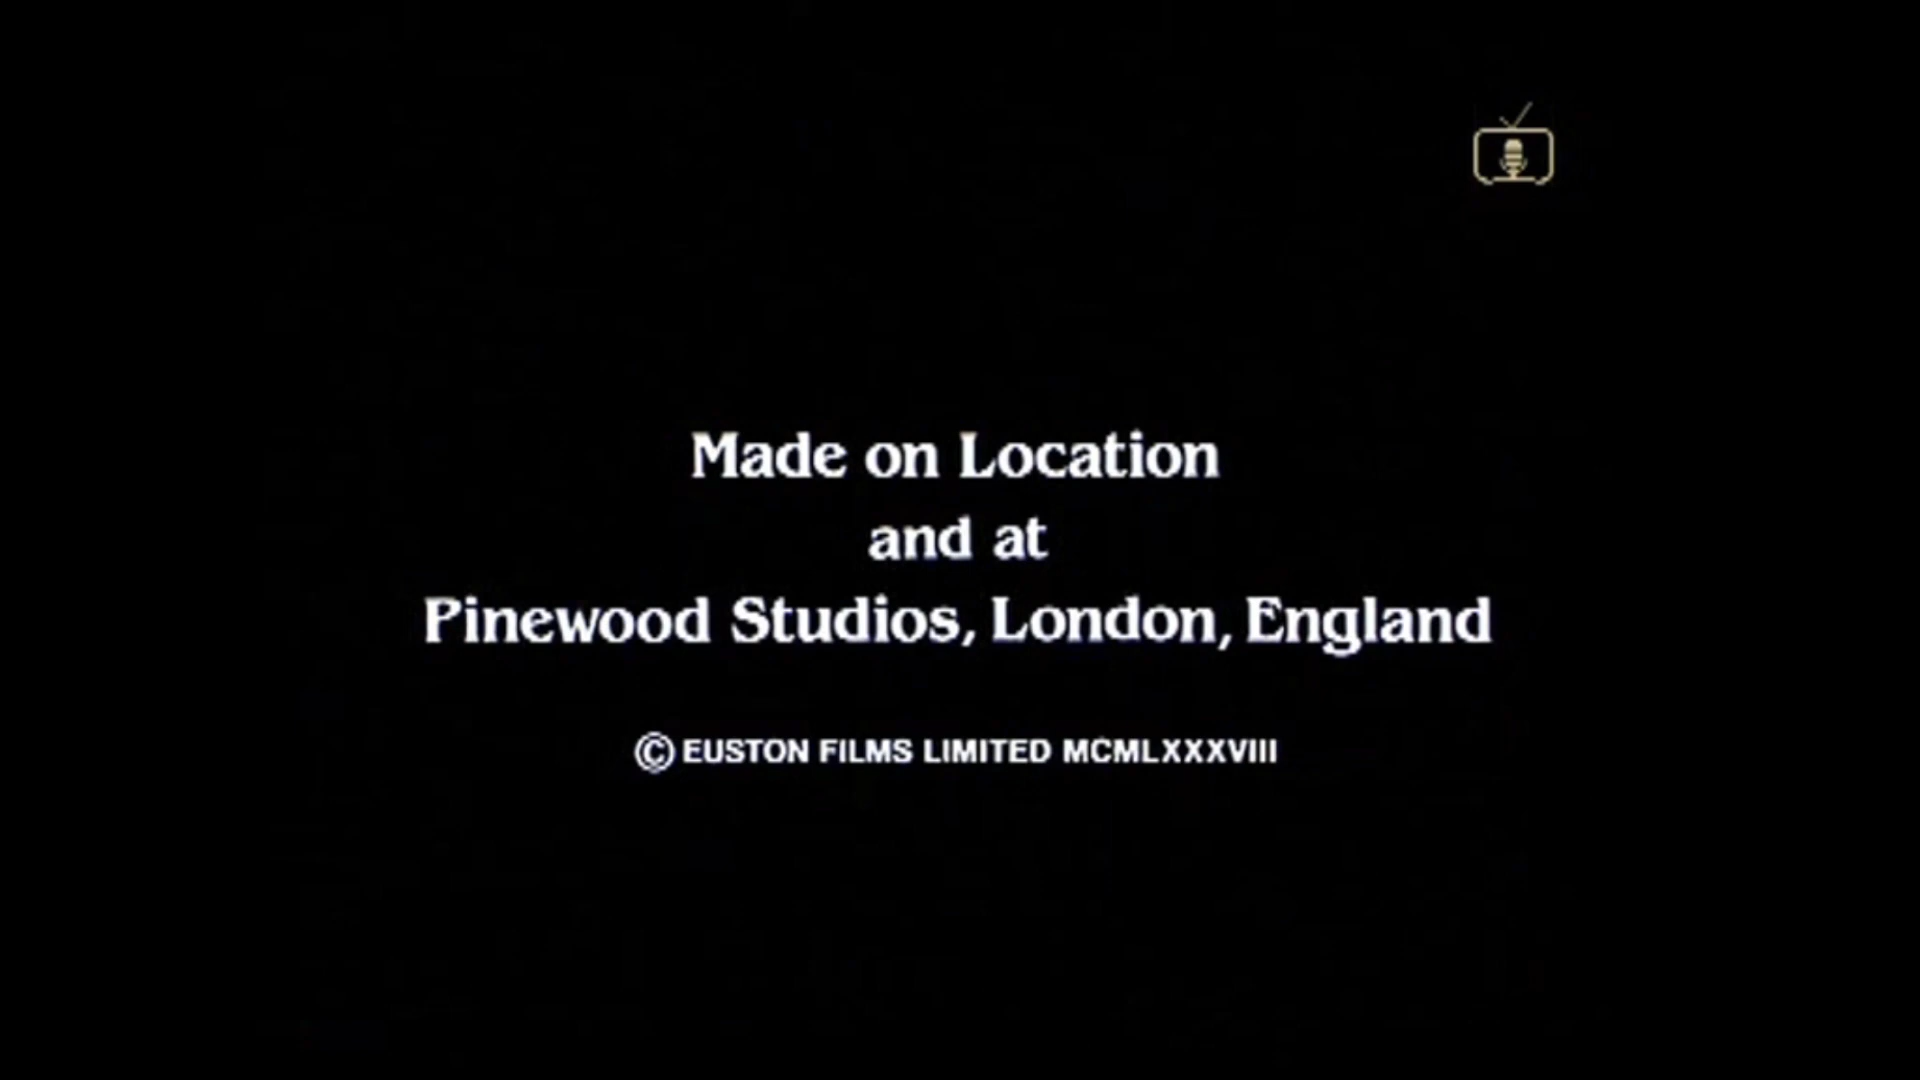 Made on Location
and at
Pinewood Studios, London, England
© EUSTON FILMS LIMITED MCMLXXXVIII